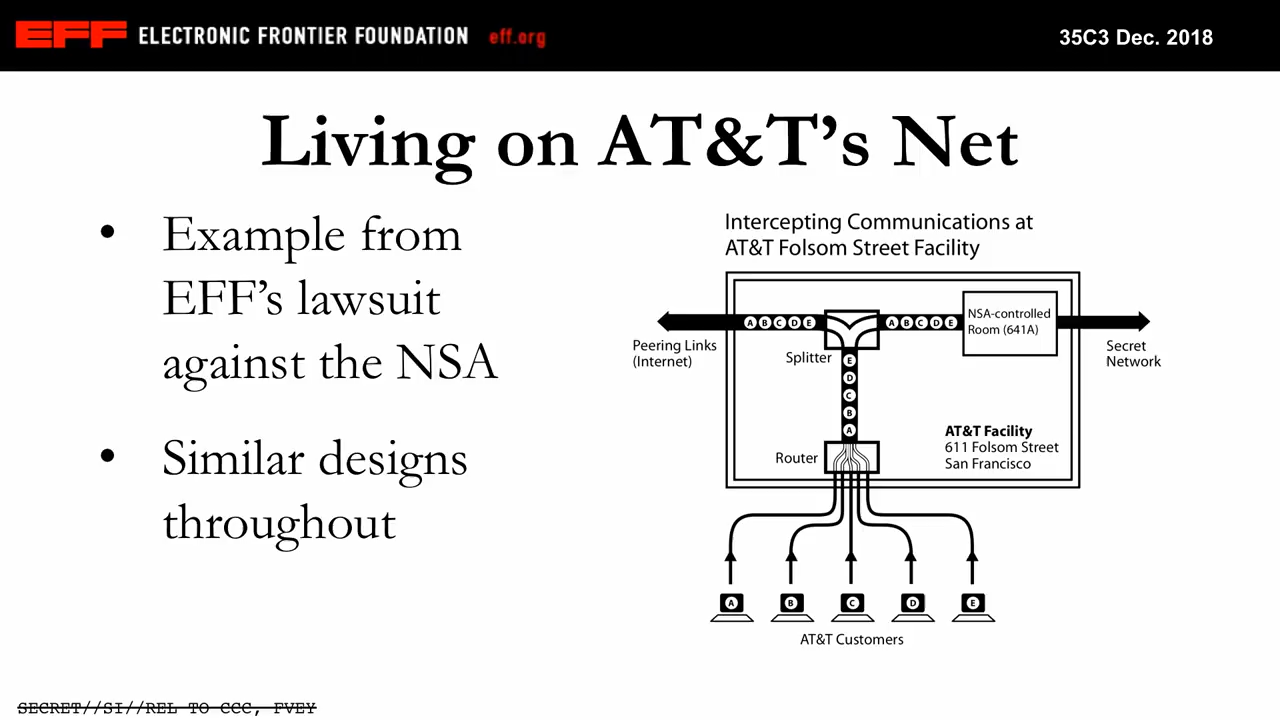 EFF ELECTRONIC FRONTIER FOUNDATION eff.org
35C3 Dec. 2018
Living on AT&T’s Net
• Example from
EFF’s lawsuit
against the NSA
• Similar designs
throughout
Intercepting Communications at
AT&T Folsom Street Facility
A B C D E
A B C D E
NSA-controlled
Room (641A)
Peering Links
(Internet)
Splitter
Secret
Network
E
D
C
B
A
Router
AT&T Facility
611 Folsom Street
San Francisco
A B C D E
AT&T Customers
SECRET//SI//REL TO CCC, FVEY